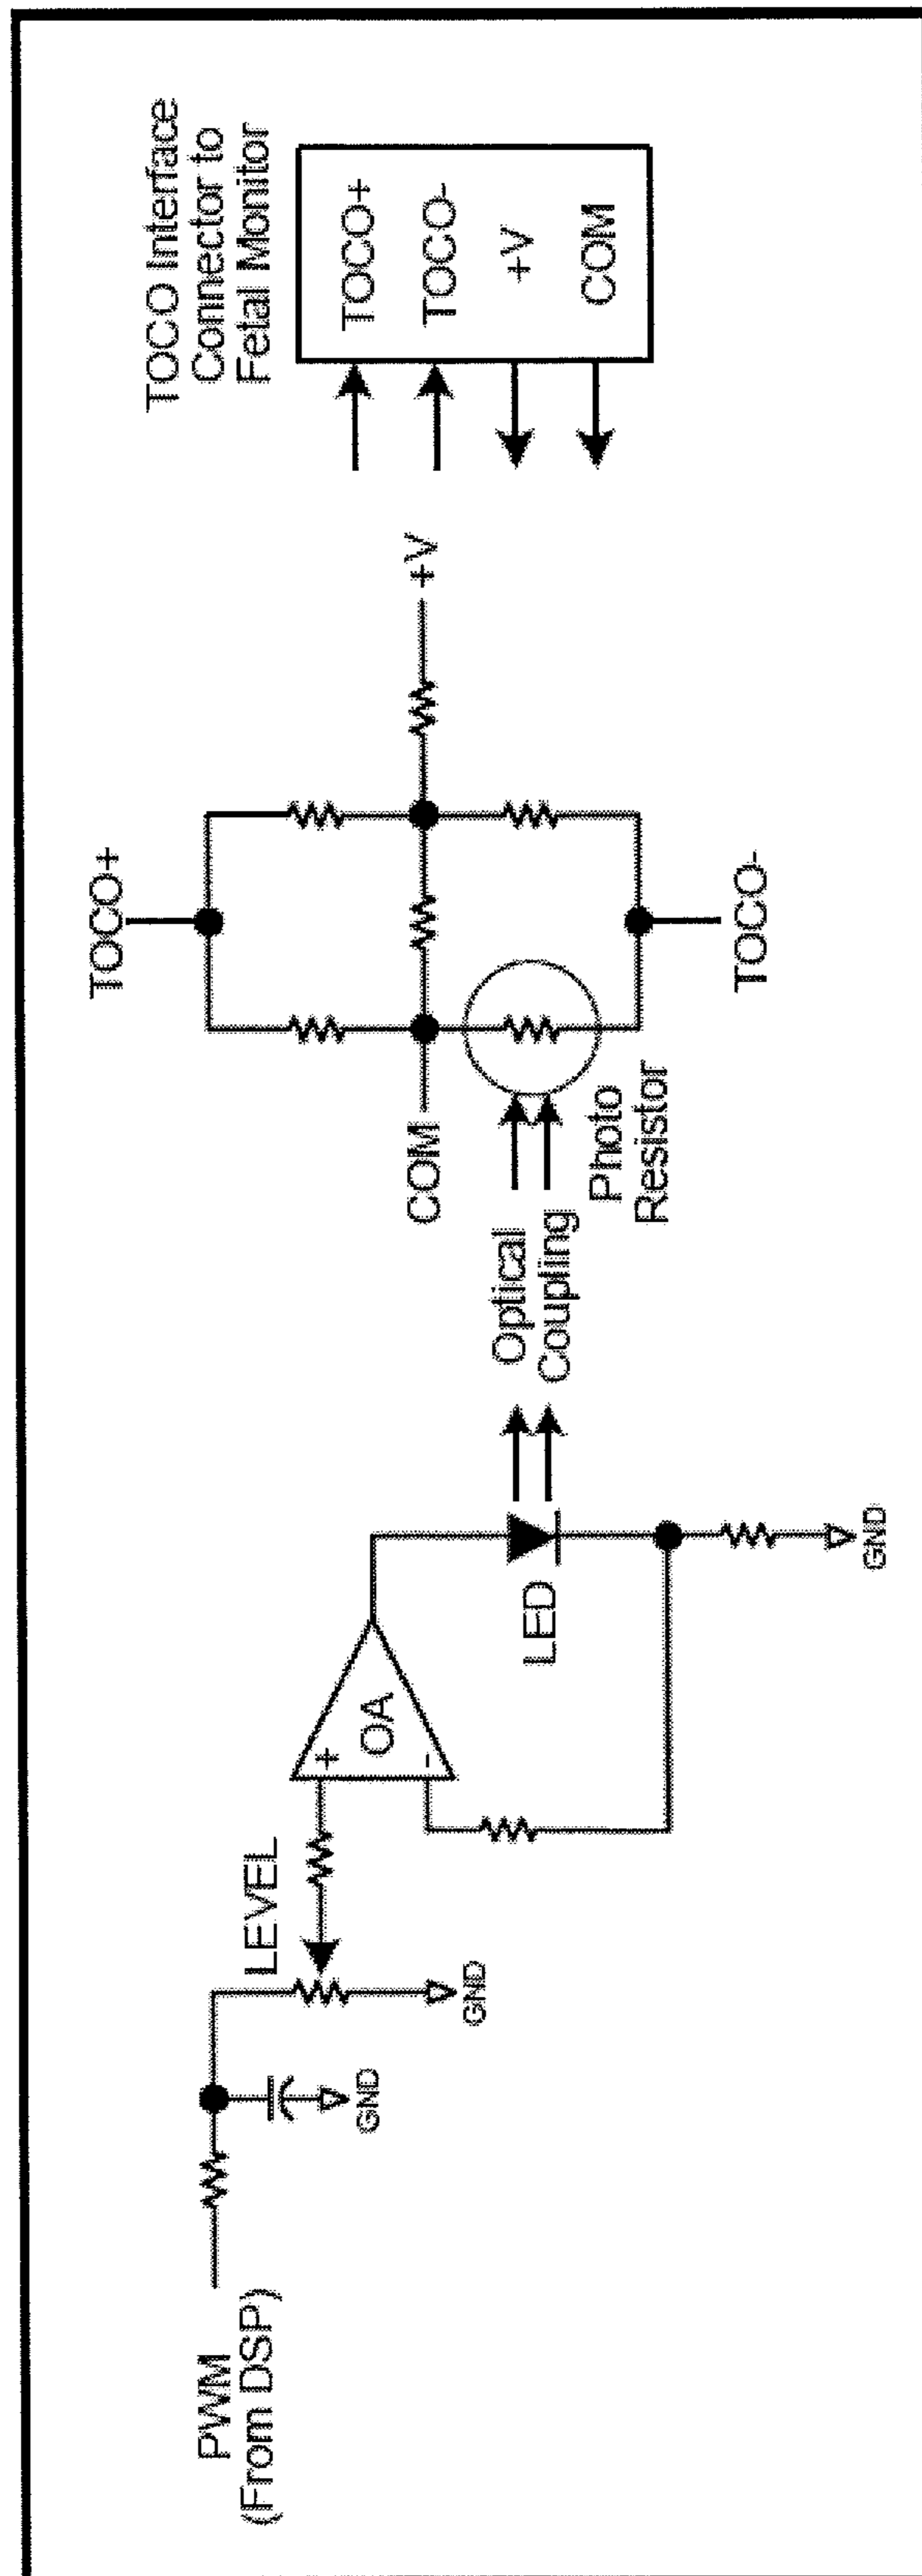 PWM
(From DSP)
GND
LEVEL
GND
+
-
OA
LED
GND
Optical
Coupling
Photo
Resistor
COM
TOCO+
TOCO-
+V
TOCO Interface
Connector to
Fetal Monitor
TOCO+
TOCO-
+V
COM